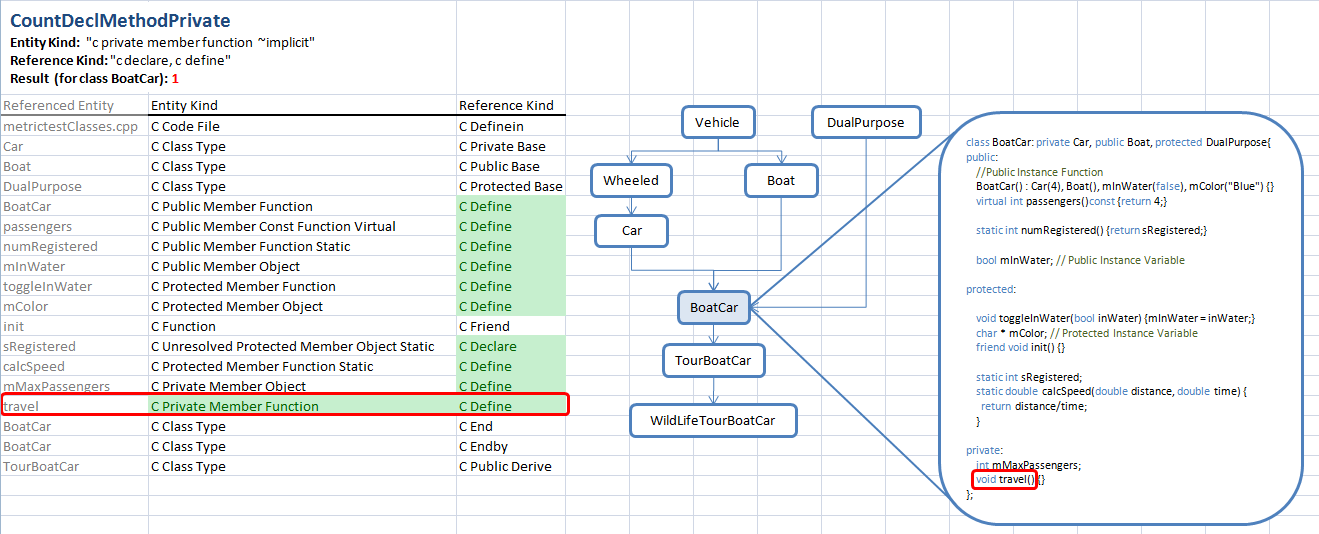 CountDeclMethodPrivate
Entity Kind: "c private member function ~implicit"
Reference Kind: "c declare, c define"
Result (for class BoatCar): 1
Referenced Entity Entity Kind Reference Kind
metrictestClasses.cpp C Code File C Definein
Car C Class Type C Private Base
Boat C Class Type C Public Base
DualPurpose C Class Type C Protected Base
BoatCar C Public Member Function C Define
passengers C Public Member Const Function Virtual C Define
numRegistered C Public Member Function Static C Define
mInWater C Public Member Object C Define
toggleInWater C Protected Member Function C Define
mColor C Protected Member Object C Define
init C Function C Friend
sRegistered C Unresolved Protected Member Object Static C Declare
calcSpeed C Protected Member Function Static C Define
mMaxPassengers C Private Member Object C Define
travel C Private Member Function C Define
BoatCar C Class Type C End
BoatCar C Class Type C Endby
TourBoatCar C Class Type C Public Derive
Vehicle
DualPurpose
Wheeled
Boat
Car
BoatCar
TourBoatCar
WildLifeTourBoatCar
class BoatCar: private Car, public Boat, protected DualPurpose{
public:
//Public Instance Function
BoatCar() : Car(4), Boat(), mInWater(false), mColor("Blue") {}
virtual int passengers()const {return 4;}
static int numRegistered() {return sRegistered;}
bool mInWater; // Public Instance Variable
protected:
void toggleInWater(bool inWater) {mInWater = inWater;}
char * mColor; // Protected Instance Variable
friend void init() {}
static int sRegistered;
static double calcSpeed(double distance, double time) {
return distance/time;
}
private:
int mMaxPassengers;
void travel() {}
};